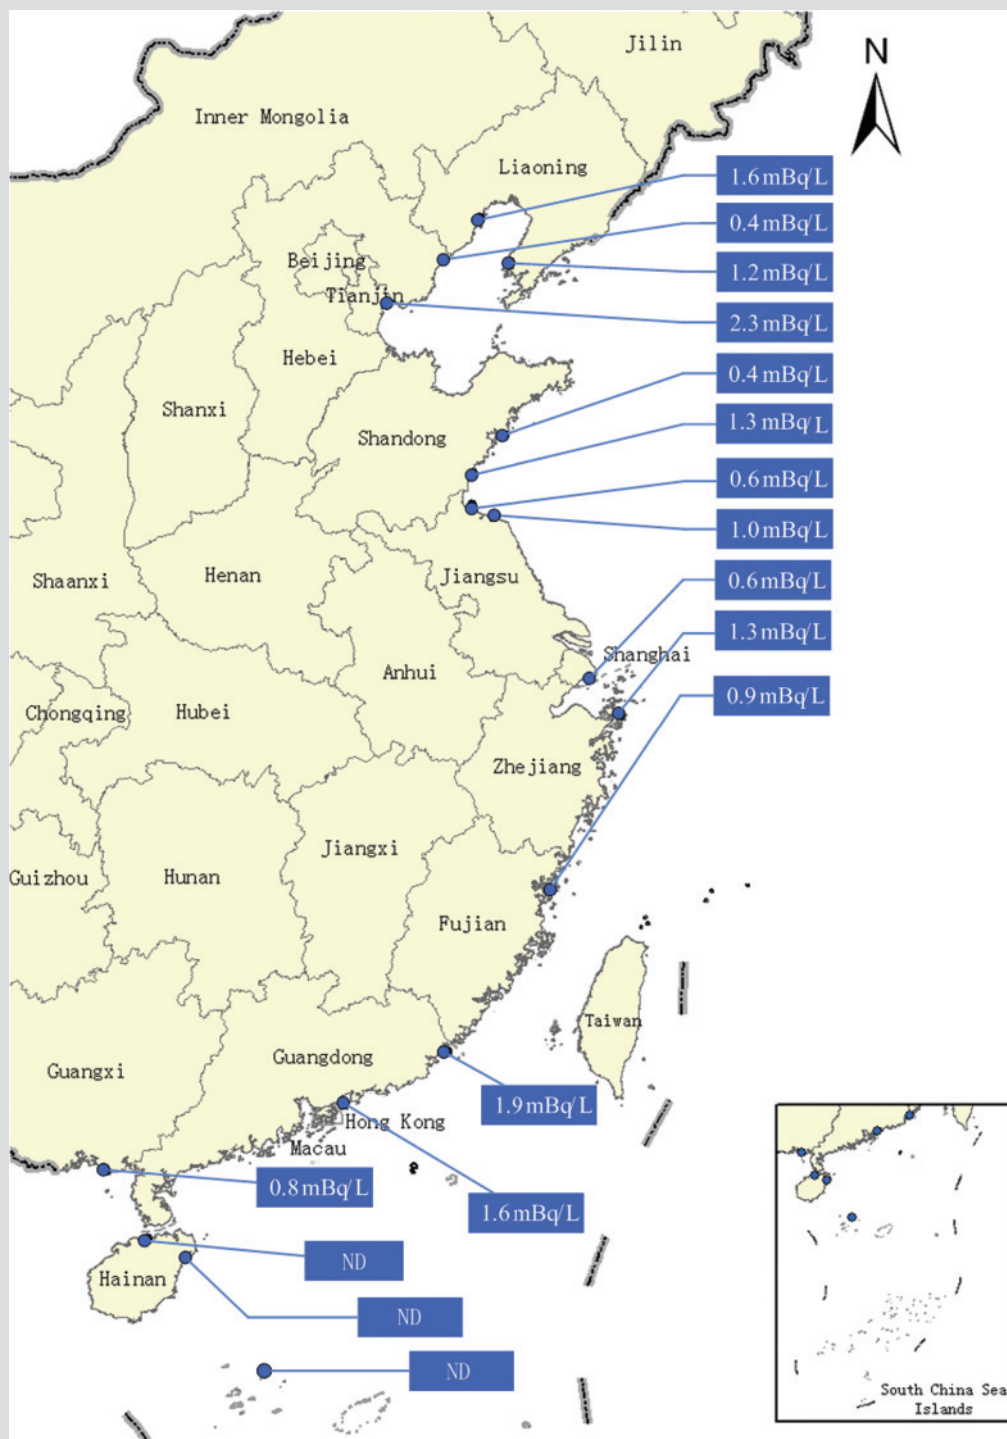 Jilin
N
Inner Mongolia
Liaoning
1.6mBq/L
0.4mBq/L
Beijing
1.2mBq/L
Tianjin
2.3mBq/L
Hebei
0.4mBq/L
Shanxi
1.3mBq/L
Shandong
0.6mBq/L
1.0mBq/L
Shaanxi
Henan
Jiangsu
0.6mBq/L
1.3mBq/L
Shanghai
Anhui
0.9mBq/L
Chongqing
Hubei
Zhejiang
Jiangxi
Guizhou
Hunan
Fujian
Taiwan
Guangxi
Guangdong
1.9mBq/L
Hong Kong
Macau
0.8mBq/L
1.6mBq/L
ND
Hainan
ND
ND
South China Sea
Islands